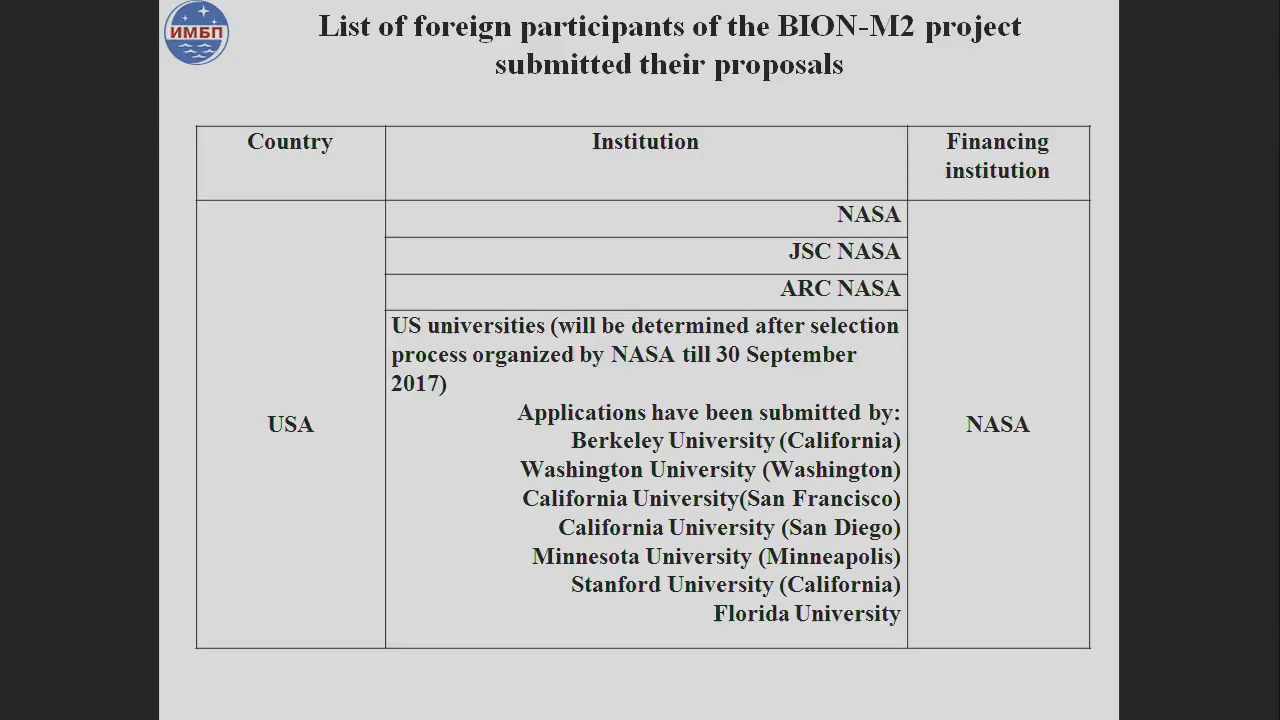 ИМБП
List of foreign participants of the BION-M2 project
submitted their proposals
Country
Institution
Financing
institution
USA
NASA
JSC NASA
ARC NASA
US universities (will be determined after selection
process organized by NASA till 30 September
2017)
Applications have been submitted by:
Berkeley University (California)
Washington University (Washington)
California University(San Francisco)
California University (San Diego)
Minnesota University (Minneapolis)
Stanford University (California)
Florida University
NASA